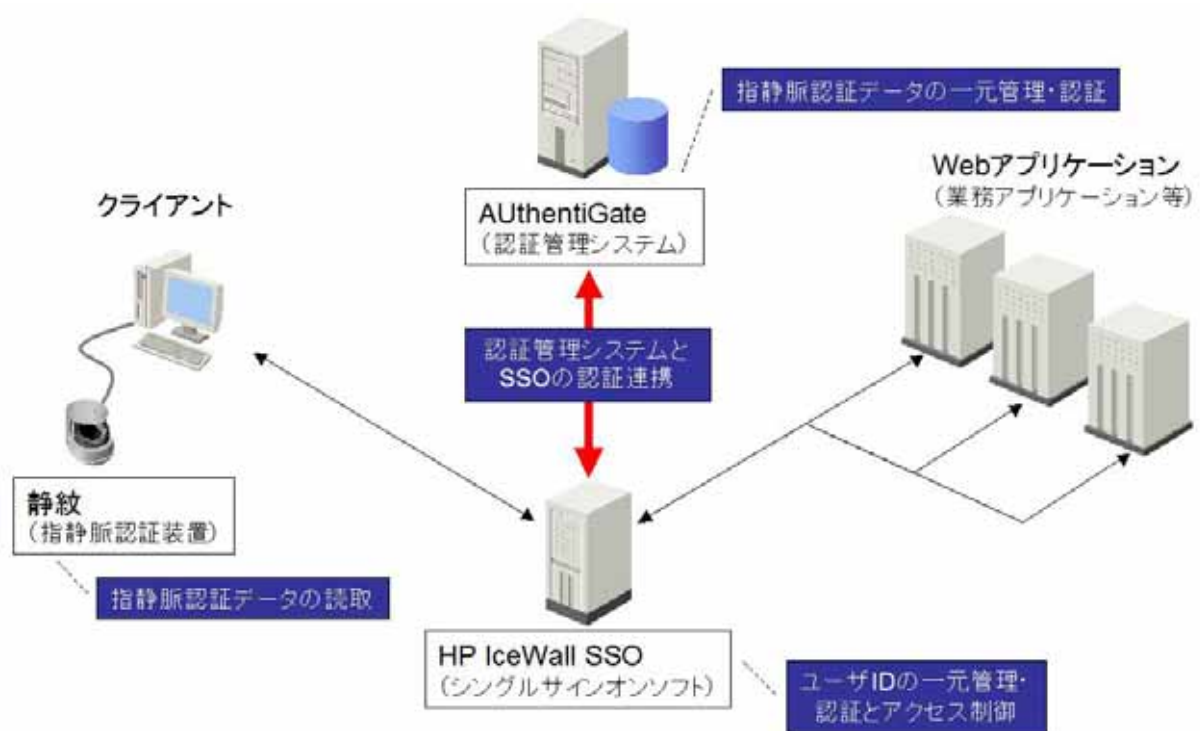 指静脈認証データの一元管理・認証
Webアプリケーション
（業務アプリケーション等）
クライアント
AUthentiGate
（認証管理システム）
認証管理システムと
SSOの認証連携
静紋
（指静脈認証装置）
指静脈認証データの読取
HP IceWall SSO
（シングルサインオンソフト）
ユーザIDの一元管理・
認証とアクセス制御